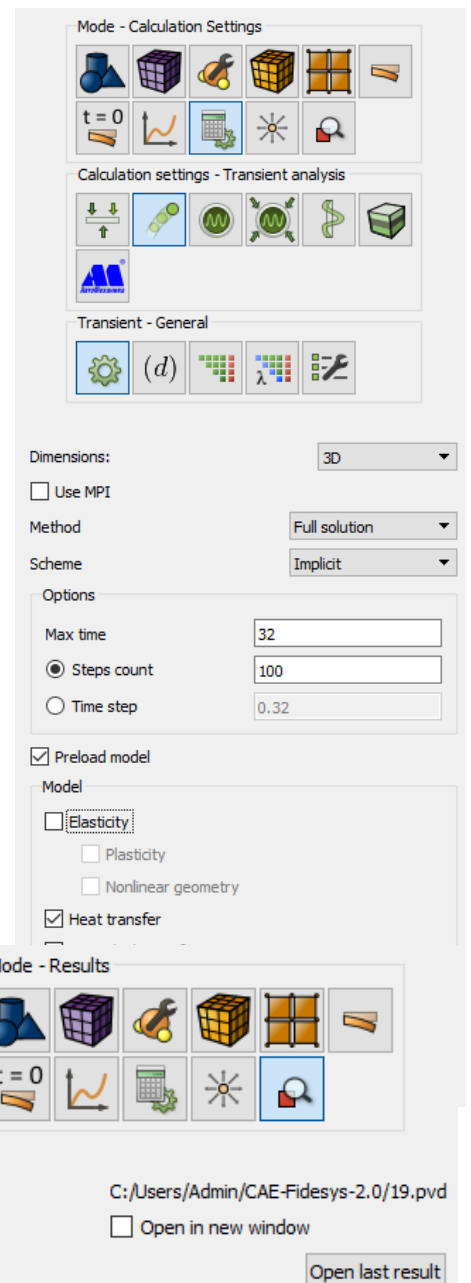 Mode - Calculation Settings
t = 0
Calculation settings - Transient analysis
Transient - General
(d)
λ
Dimensions:
3D
Use MPI
Method
Full solution
Scheme
Implicit
Options
Max time
32
Steps count
100
Time step
0.32
Preload model
Model
Elasticity
Plasticity
Nonlinear geometry
Heat transfer
Mode - Results
t = 0
C:/Users/Admin/CAE-Fidesys-2.0/19.pvd
Open in new window
Open last result